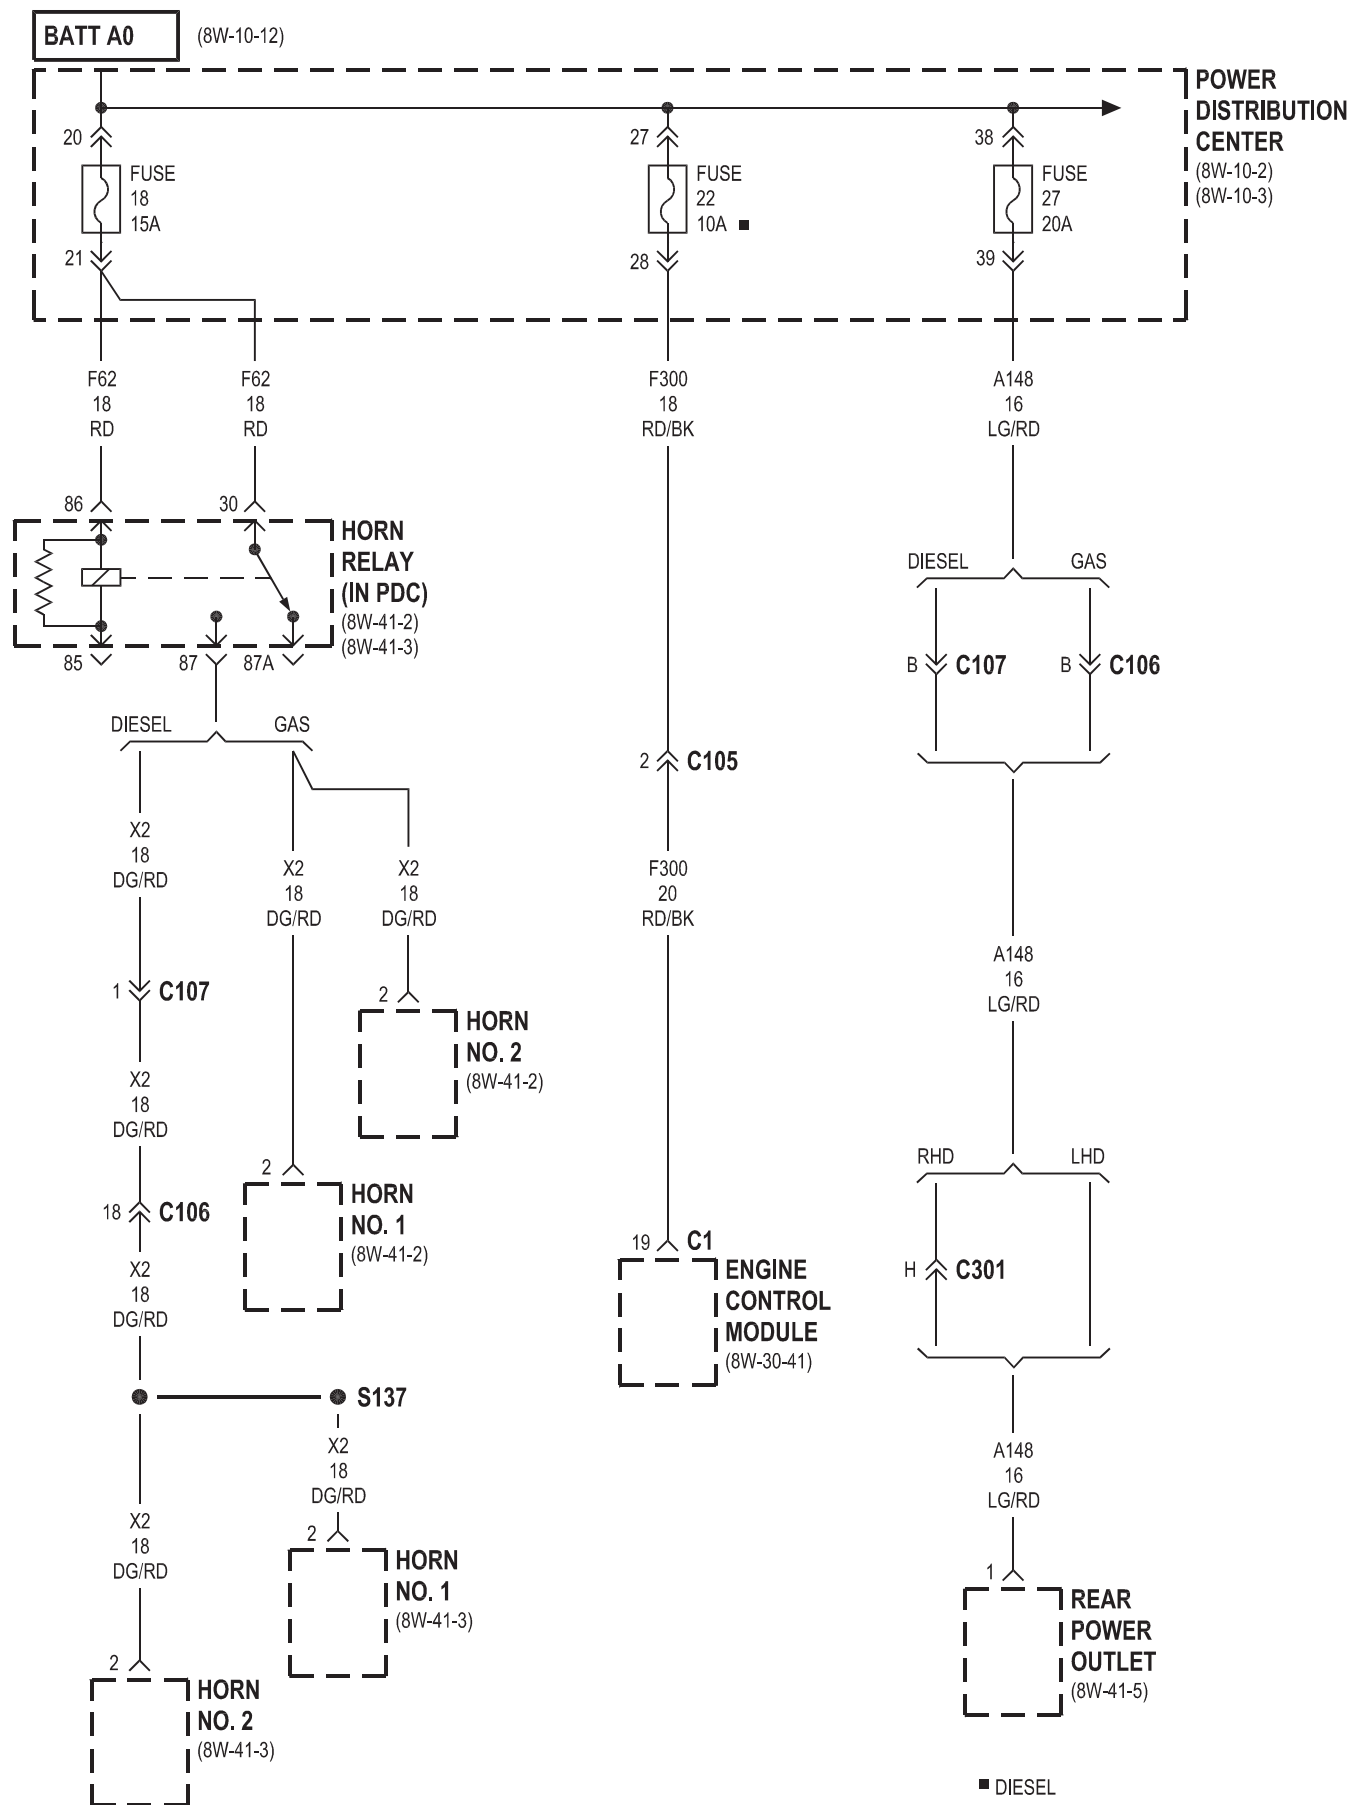 BATT A0
(8W-10-12)
POWER
DISTRIBUTION
CENTER
(8W-10-2)
(8W-10-3)
20
FUSE
18
15A
21
27
FUSE
22
10A ■
28
38
FUSE
27
20A
39
F62
18
RD
F62
18
RD
F300
18
RD/BK
A148
16
LG/RD
86
30
HORN
RELAY
(IN PDC)
(8W-41-2)
(8W-41-3)
85
87
87A
DIESEL
GAS
B
C107
B
C106
DIESEL
GAS
2
C105
X2
18
DG/RD
X2
18
DG/RD
X2
18
DG/RD
F300
20
RD/BK
A148
16
LG/RD
1
C107
2
HORN
NO. 2
(8W-41-2)
X2
18
DG/RD
2
HORN
NO. 1
(8W-41-2)
RHD
LHD
18
C106
19
C1
ENGINE
CONTROL
MODULE
(8W-30-41)
H
C301
X2
18
DG/RD
S137
X2
18
DG/RD
A148
16
LG/RD
X2
18
DG/RD
2
HORN
NO. 1
(8W-41-3)
1
REAR
POWER
OUTLET
(8W-41-5)
2
HORN
NO. 2
(8W-41-3)
■ DIESEL